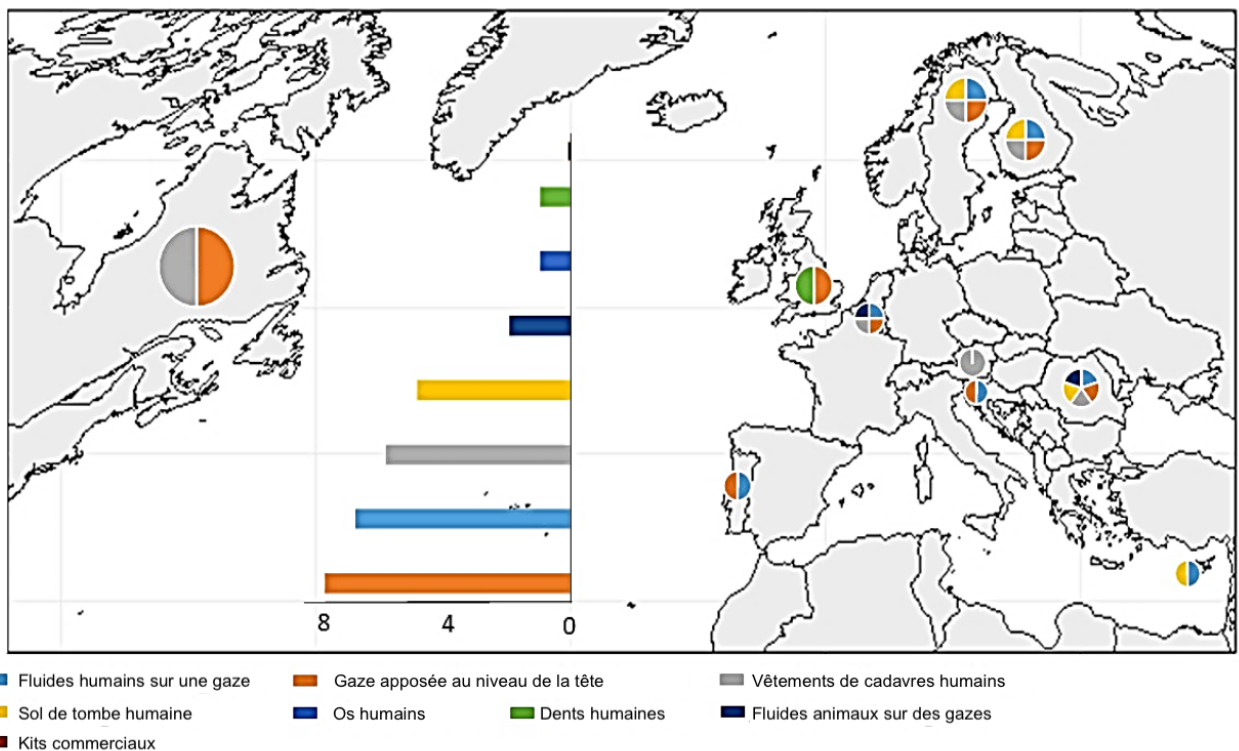 8 4 0
Fluides humains sur une gaze Gaze apposée au niveau de la tête Vêtements de cadavres humains
Sol de tombe humaine Os humains Dents humaines Fluides animaux sur des gazes
Kits commerciaux